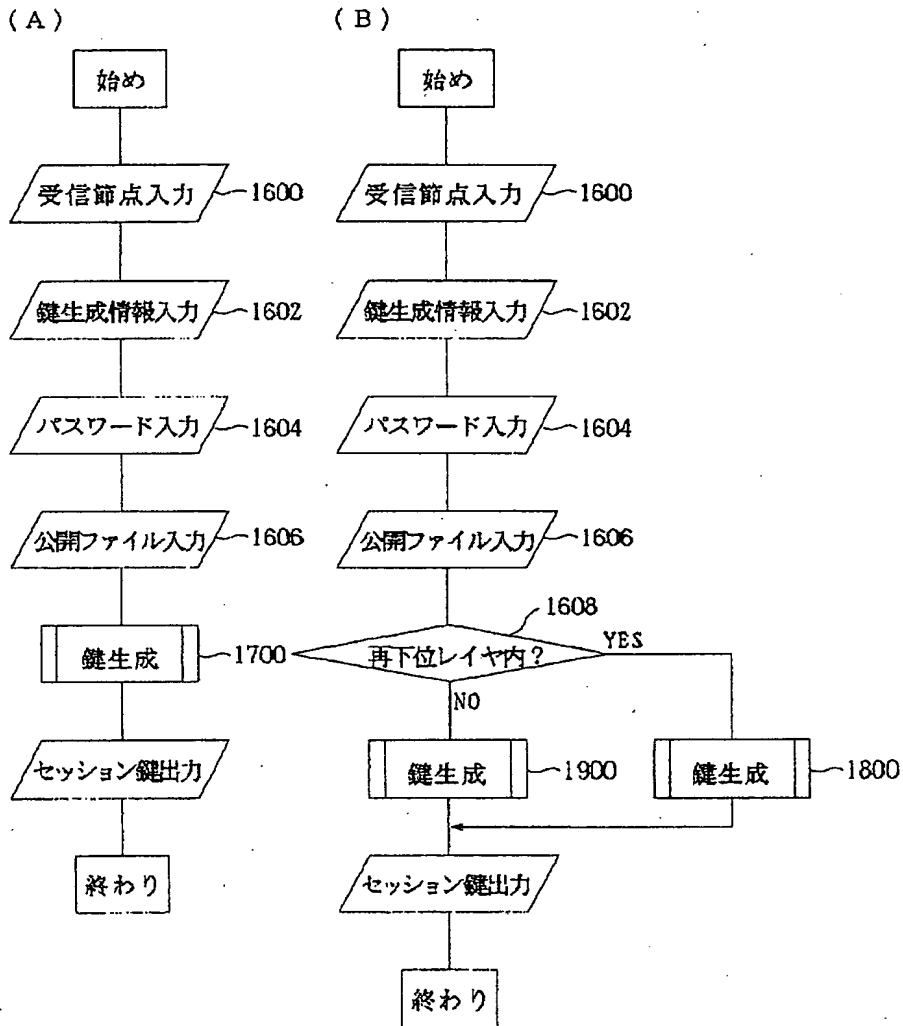 (A)
始め
受信節点入力 1600
鍵生成情報入力 1602
パスワード入力 1604
公開ファイル入力 1606
鍵生成 1700
セッション鍵出力
終わり
(B)
始め
受信節点入力 1600
鍵生成情報入力 1602
パスワード入力 1604
公開ファイル入力 1606
1608
再下位レイヤ内? YES
NO
鍵生成 1900
鍵生成 1800
セッション鍵出力
終わり